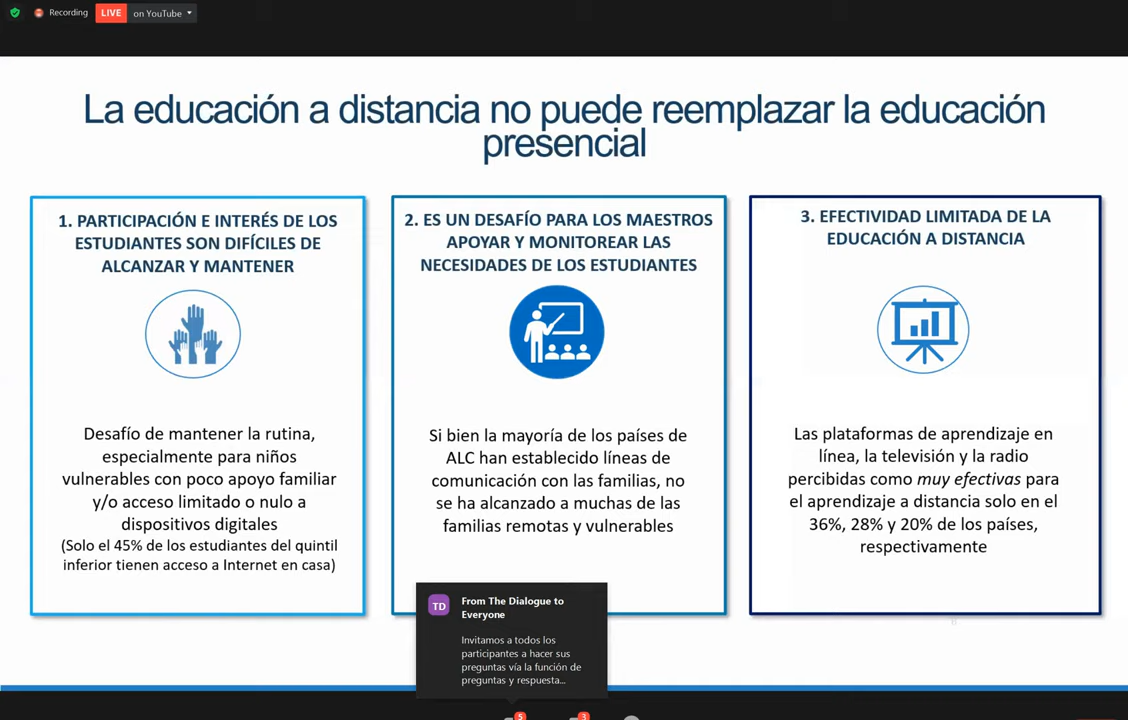 Recording
LIVE
on YouTube
La educación a distancia no puede reemplazar la educación
presencial
1. PARTICIPACIÓN E INTERÉS DE LOS
ESTUDIANTES SON DIFÍCILES DE
ALCANZAR Y MANTENER
Desafío de mantener la rutina,
especialmente para niños
vulnerables con poco apoyo familiar
y/o acceso limitado o nulo a
dispositivos digitales
(Solo el 45% de los estudiantes del quintil
inferior tienen acceso a Internet en casa)
2. ES UN DESAFÍO PARA LOS MAESTROS
APOYAR Y MONITOREAR LAS
NECESIDADES DE LOS ESTUDIANTES
Si bien la mayoría de los países de
ALC han establecido líneas de
comunicación con las familias, no
se ha alcanzado a muchas de las
familias remotas y vulnerables
3. EFECTIVIDAD LIMITADA DE LA
EDUCACIÓN A DISTANCIA
Las plataformas de aprendizaje en
línea, la televisión y la radio
percibidas como muy efectivas para
el aprendizaje a distancia solo en el
36%, 28% y 20% de los países,
respectivamente
8
TD
From The Dialogue to
Everyone
Invitamos a todos los
participantes a hacer sus
preguntas vía la función de
preguntas y respuesta...
5
3